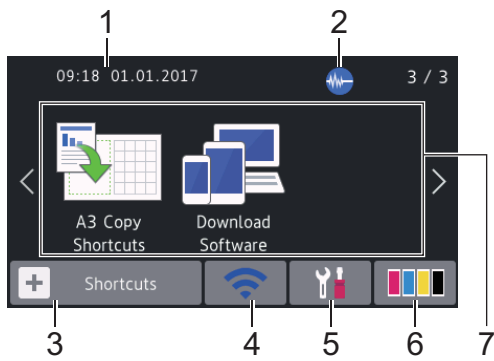 1 2
09:18 01.01.2017 3 / 3
A3 Copy
Shortcuts
Download
Software
+ Shortcuts
3 4 5 6 7